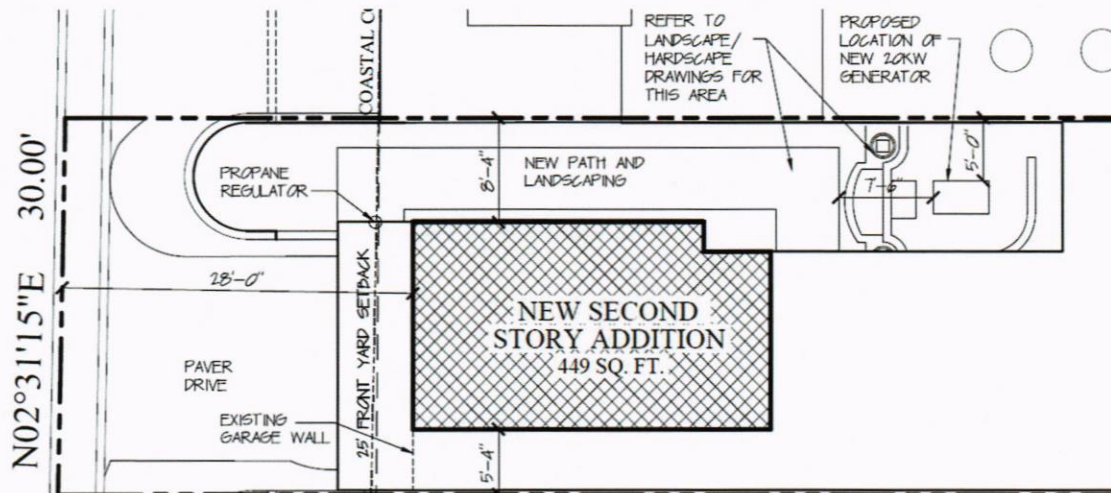 REFER TO
LANDSCAPE/
HARDSCAPE
DRAWINGS FOR
THIS AREA
PROPOSED
LOCATION OF
NEW 20KW
GENERATOR
COASTAL CO
N02°31'15"E 30.00'
PROPANE
REGULATOR
8'-4"
NEW PATH AND
LANDSCAPING
7'-6"
5'-0"
28'-0"
25' FRONT YARD SETBACK
NEW SECOND
STORY ADDITION
449 SQ. FT.
PAVER
DRIVE
EXISTING
GARAGE WALL
5'-4"